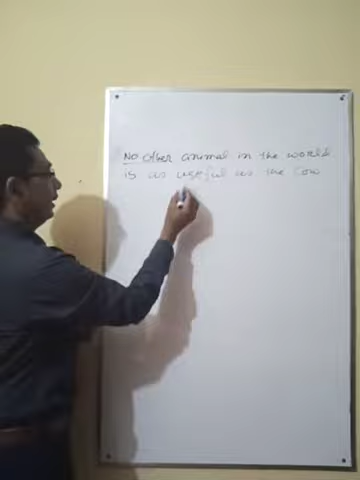 No other animal in the world
is as useful as the cow